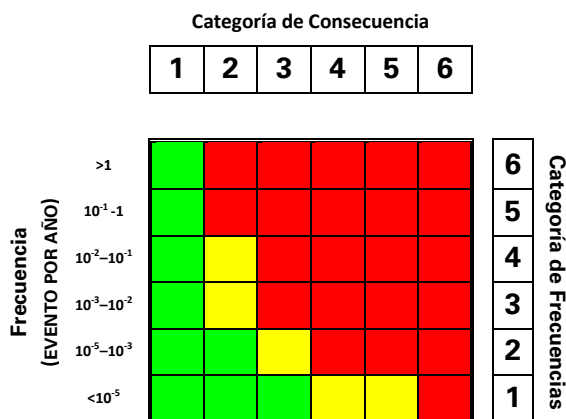 Categoría de Consecuencia
1 2 3 4 5 6
Frecuencia
(EVENTO POR AÑO)
>1 6
10⁻¹ -1 5
10⁻²–10⁻¹ 4
10⁻³–10⁻² 3
10⁻⁵–10⁻³ 2
<10⁻⁵ 1
Categoría de Frecuencias